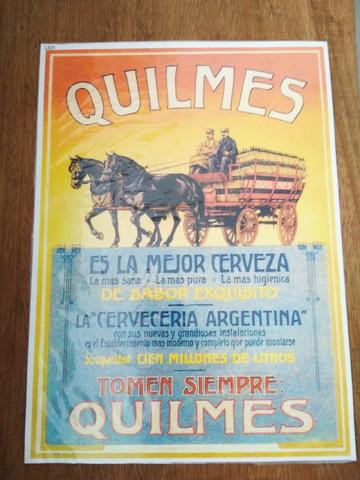 L531
QUILMES
QUILMES
ES LA MEJOR CERVEZA
La mas sana · La mas pura · La mas higienica
DE SABOR EXQUISITO
LA "CERVECERIA ARGENTINA"
con sus nuevas y grandiosas instalaciones
es el Establecimiento mas moderno y completo que puede montarse
Su capacidad: CIEN MILLONES DE LITROS
TOMEN SIEMPRE:
QUILMES